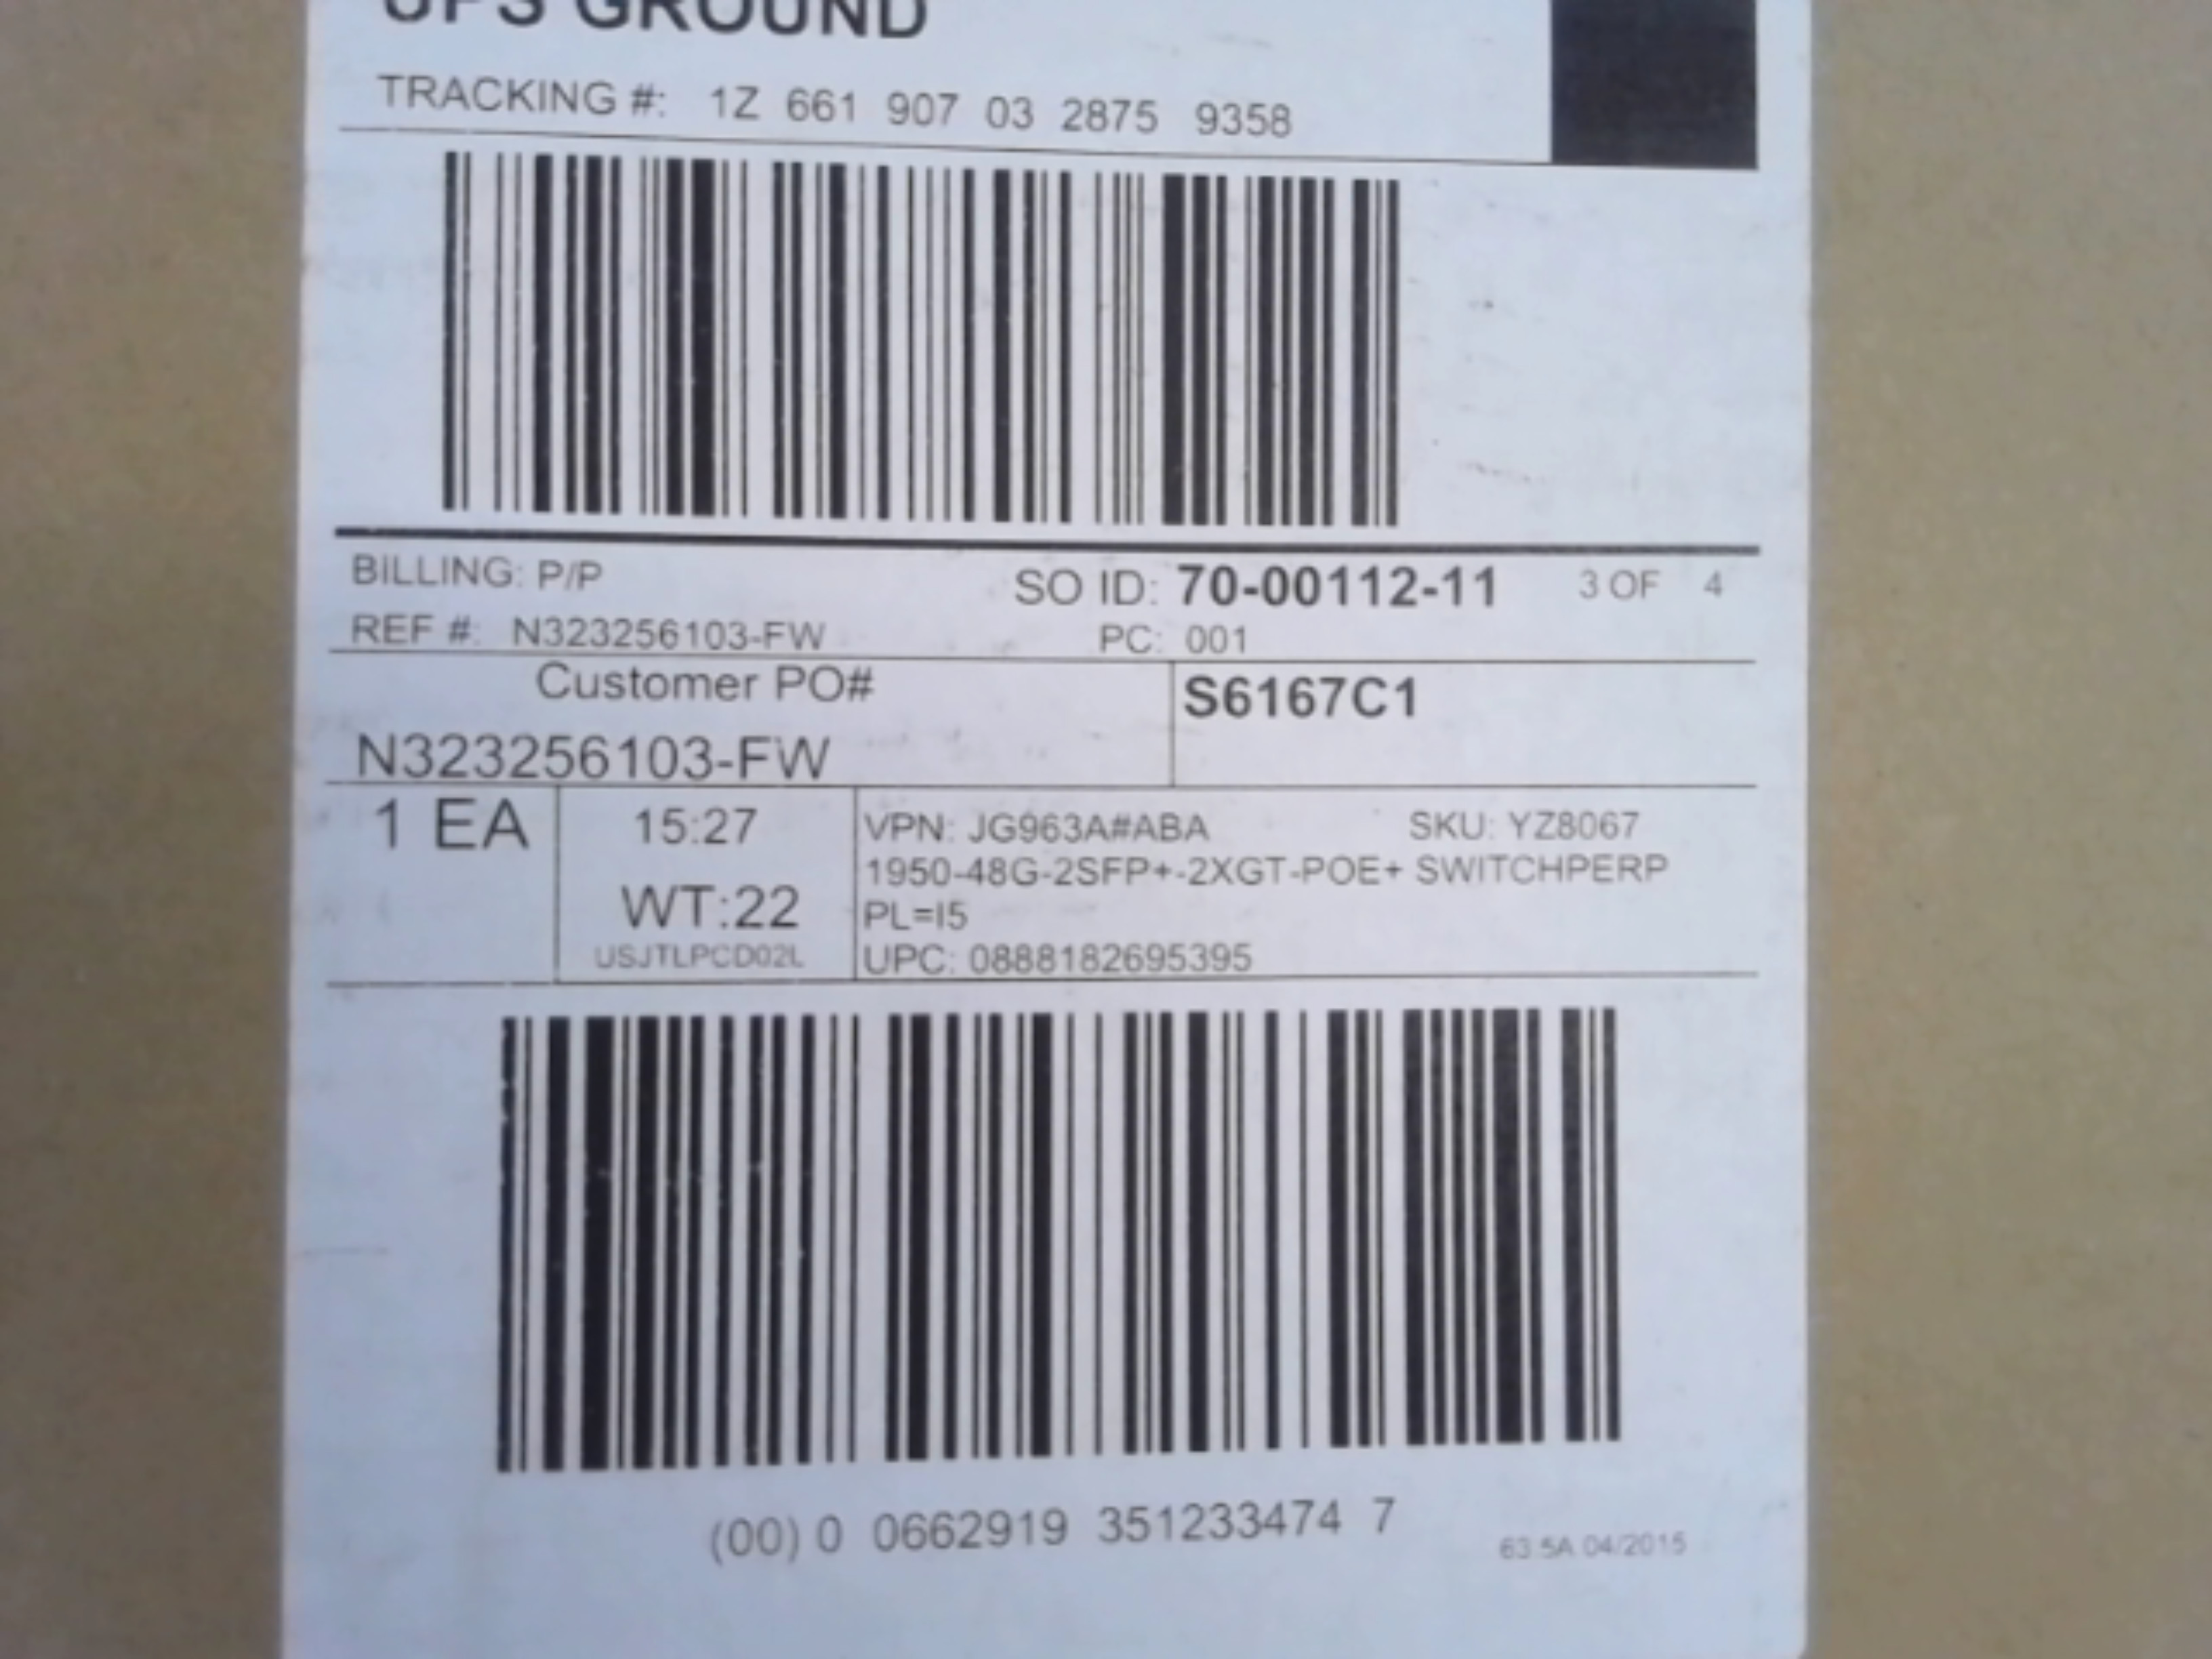 UPS GROUND
TRACKING #: 1Z 661 907 03 2875 9358
BILLING: P/P
SO ID: 70-00112-11 3 OF 4
REF #: N323256103-FW
PC: 001
Customer PO#
S6167C1
N323256103-FW
1 EA
15:27
WT:22
USJTLPCD02L
VPN: JG963A#ABA SKU: YZ8067
1950-48G-2SFP+-2XGT-POE+ SWITCHPERP
PL=I5
UPC: 0888182695395
(00) 0 0662919 351233474 7
63.5A 04/2015